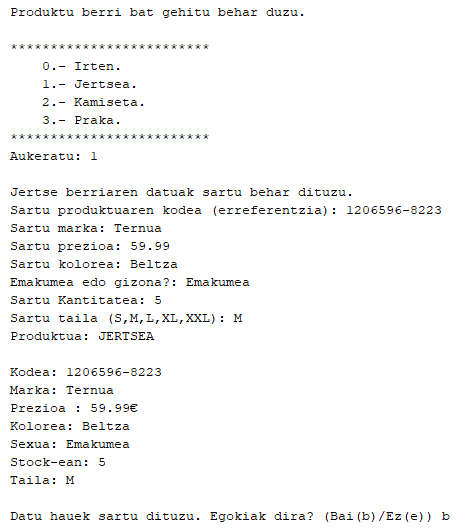 Produktu berri bat gehitu behar duzu.
*************************
0.- Irten.
1.- Jertsea.
2.- Kamiseta.
3.- Praka.
*************************
Aukeratu: 1
Jertse berriaren datuak sartu behar dituzu.
Sartu produktuaren kodea (erreferentzia): 1206596-8223
Sartu marka: Ternua
Sartu prezioa: 59.99
Sartu kolorea: Beltza
Emakumea edo gizona?: Emakumea
Sartu Kantitatea: 5
Sartu taila (S,M,L,XL,XXL): M
Produktua: JERTSEA
Kodea: 1206596-8223
Marka: Ternua
Prezioa : 59.99€
Kolorea: Beltza
Sexua: Emakumea
Stock-ean: 5
Taila: M
Datu hauek sartu dituzu. Egokiak dira? (Bai(b)/Ez(e)) b